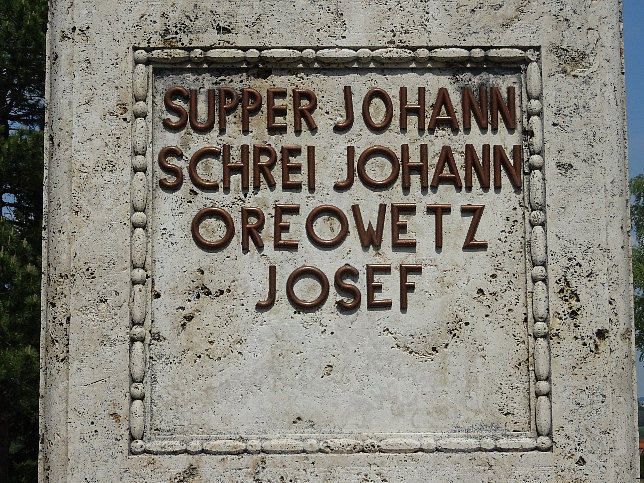 SUPPER JOHANN
SCHREI JOHANN
OREOWETZ
JOSEF